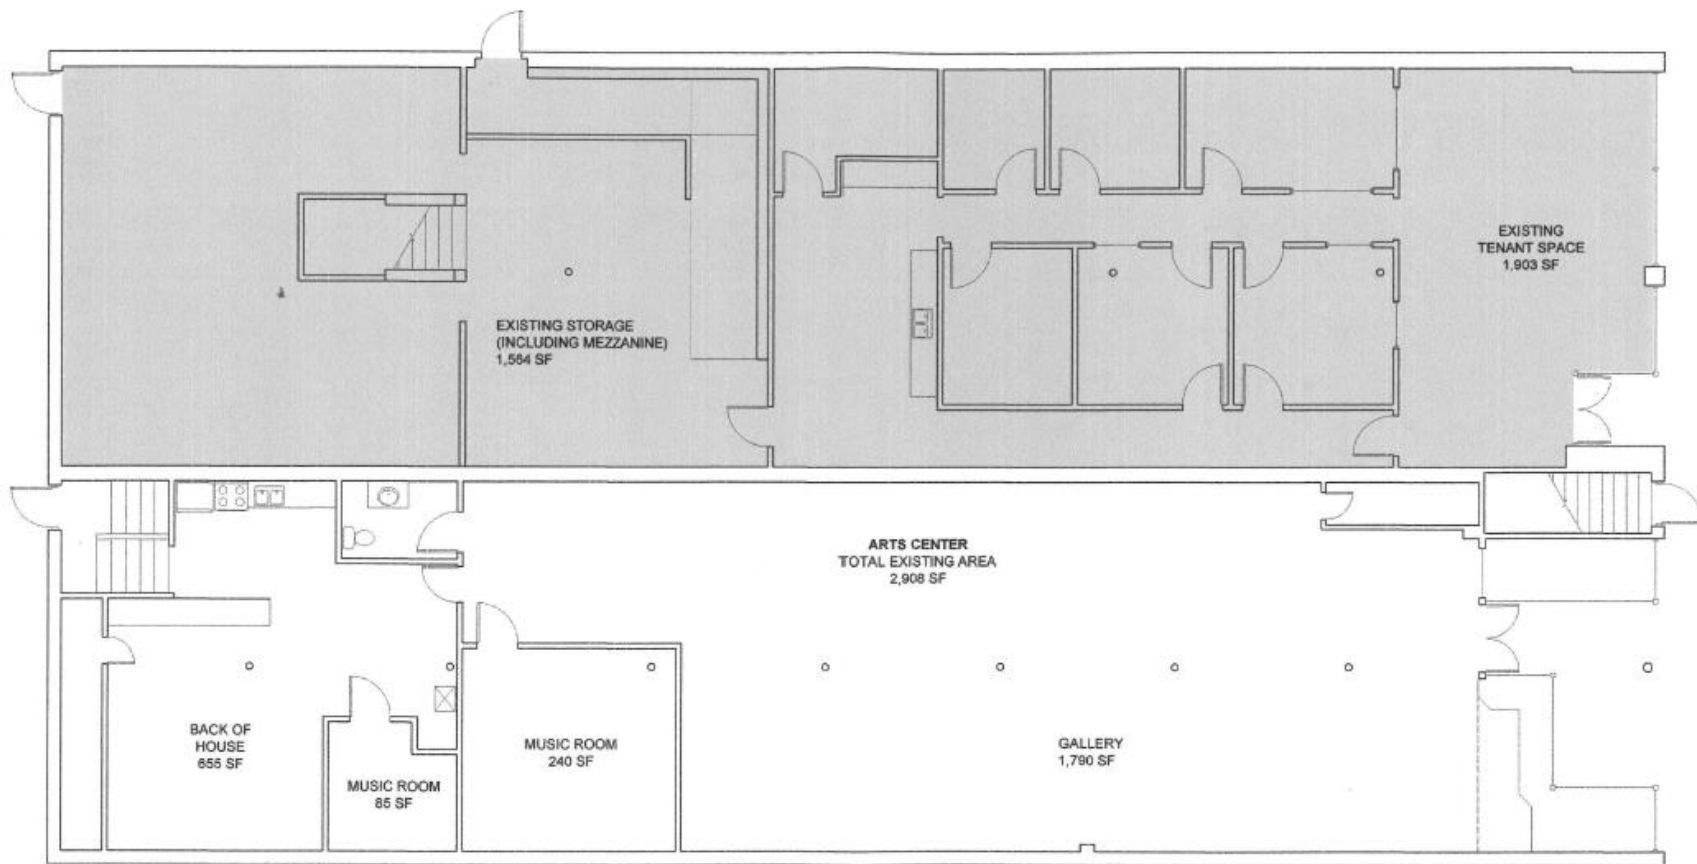 EXISTING
TENANT SPACE
1,903 SF
EXISTING STORAGE
(INCLUDING MEZZANINE)
1,564 SF
ARTS CENTER
TOTAL EXISTING AREA
2,908 SF
BACK OF
HOUSE
655 SF
MUSIC ROOM
85 SF
MUSIC ROOM
240 SF
GALLERY
1,790 SF